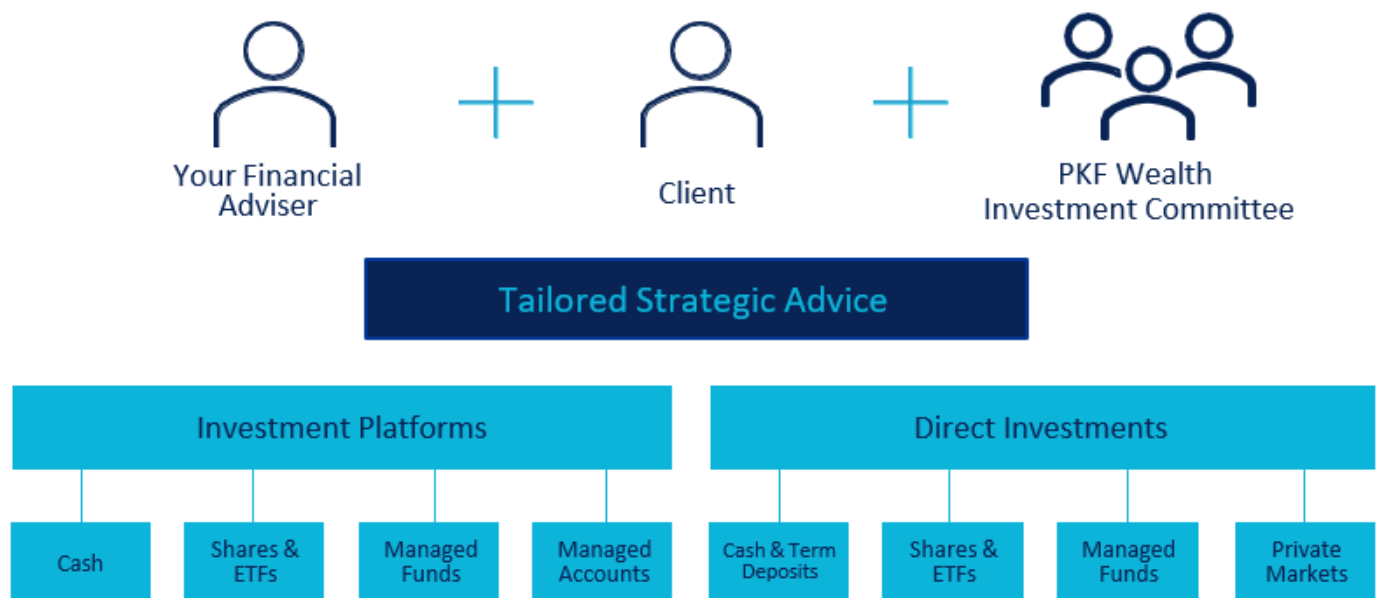 Your Financial
Adviser
Client
PKF Wealth
Investment Committee
Tailored Strategic Advice
Investment Platforms
Direct Investments
Cash
Shares &
ETFs
Managed
Funds
Managed
Accounts
Cash & Term
Deposits
Shares &
ETFs
Managed
Funds
Private
Markets